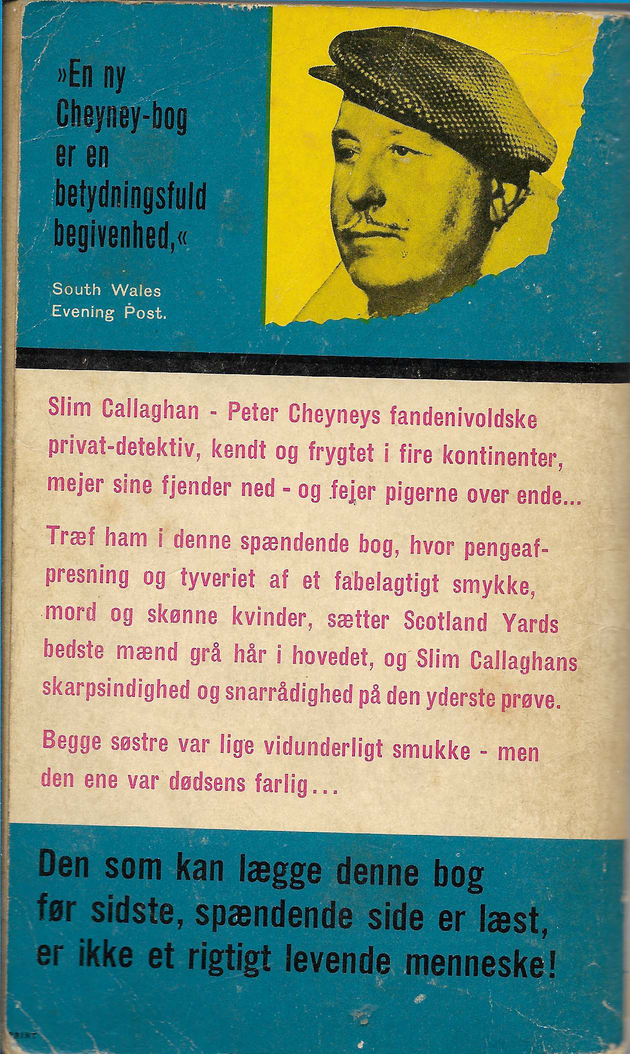 »En ny
Cheyney-bog
er en
betydningsfuld
begivenhed,«
South Wales
Evening Post.
Slim Callaghan - Peter Cheyneys fandenivoldske
privat-detektiv, kendt og frygtet i fire kontinenter,
mejer sine fjender ned - og fejer pigerne over ende...
Træf ham i denne spændende bog, hvor pengeaf-
presning og tyveriet af et fabelagtigt smykke,
mord og skønne kvinder, sætter Scotland Yards
bedste mænd grå hår i hovedet, og Slim Callaghans
skarpsindighed og snarrådighed på den yderste prøve.
Begge søstre var lige vidunderligt smukke - men
den ene var dødsens farlig...
Den som kan lægge denne bog
før sidste, spændende side er læst,
er ikke et rigtigt levende menneske!